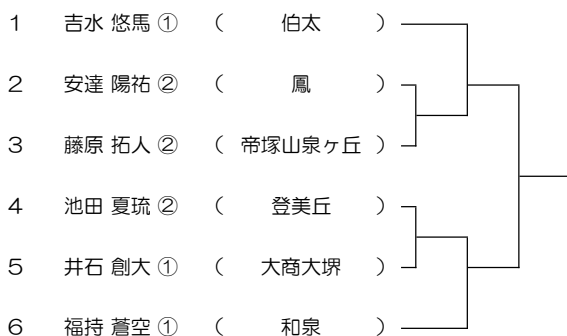 1 吉水 悠馬 ① （ 伯太 ）
2 安達 陽祐 ② （ 鳳 ）
3 藤原 拓人 ② （ 帝塚山泉ヶ丘 ）
4 池田 夏琉 ② （ 登美丘 ）
5 井石 創大 ① （ 大商大堺 ）
6 福持 蒼空 ① （ 和泉 ）